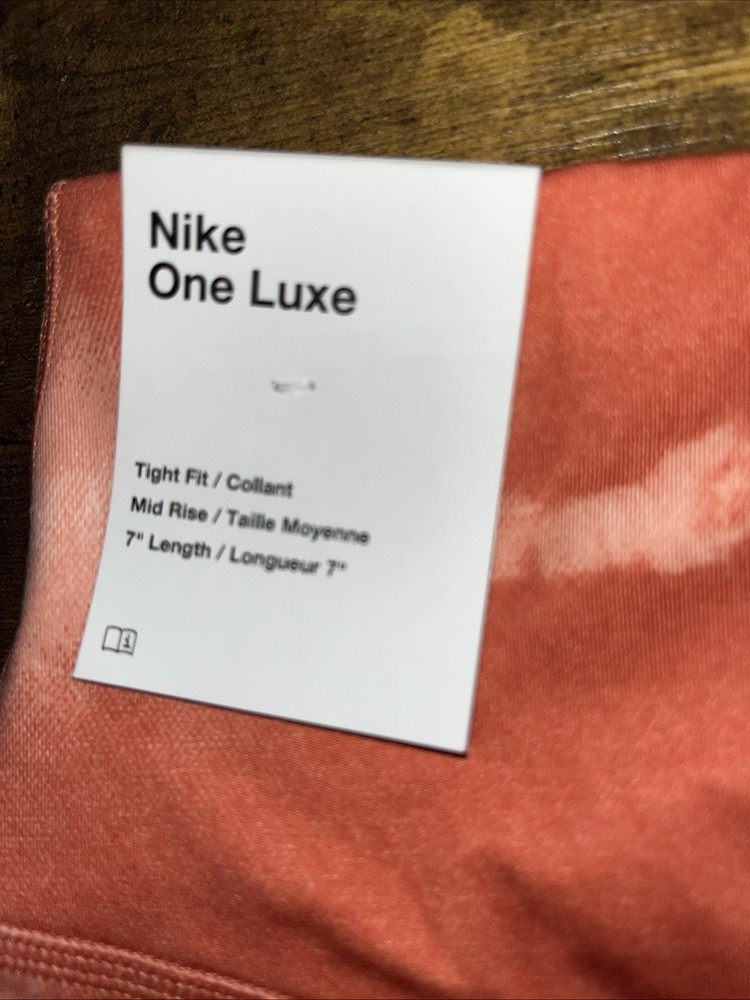 Nike
One Luxe
Tight Fit / Collant
Mid Rise / Taille Moyenne
7" Length / Longueur 7"
i